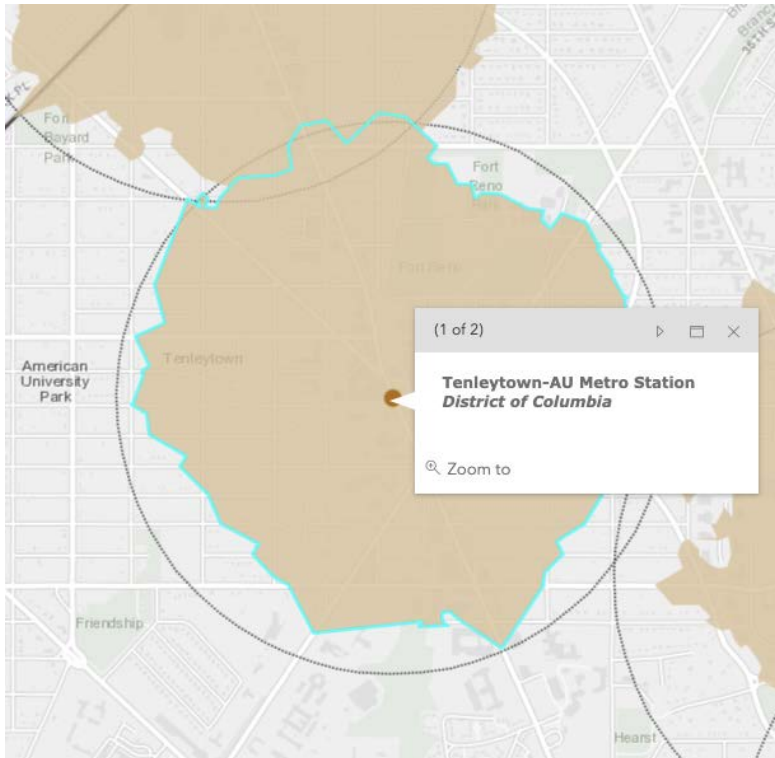 Fort
Bayard
Park
Fort
Reno
Fort Reno
(1 of 2)
Tenleytown
American
University
Park
Tenleytown-AU Metro Station
District of Columbia
Zoom to
Friendship
Hearst